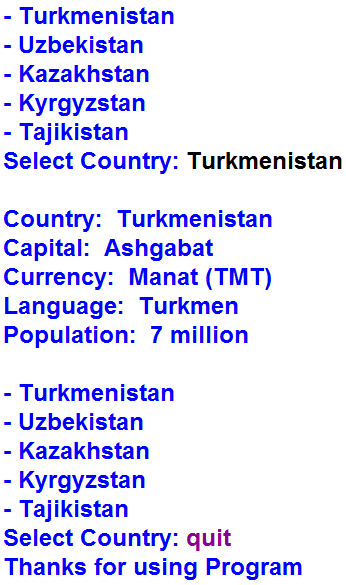 - Turkmenistan
- Uzbekistan
- Kazakhstan
- Kyrgyzstan
- Tajikistan
Select Country: Turkmenistan
Country:  Turkmenistan
Capital:  Ashgabat
Currency:  Manat (TMT)
Language:  Turkmen
Population:  7 million
- Turkmenistan
- Uzbekistan
- Kazakhstan
- Kyrgyzstan
- Tajikistan
Select Country: quit
Thanks for using Program